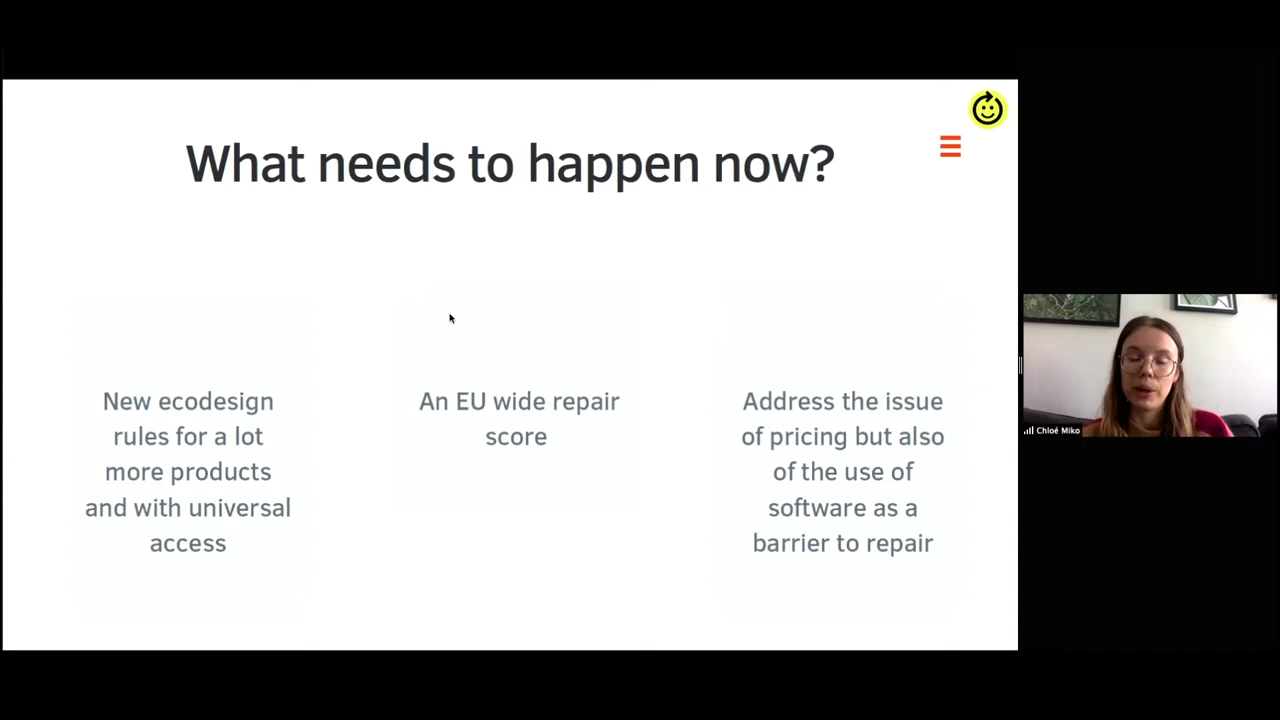 What needs to happen now?
New ecodesign
rules for a lot
more products
and with universal
access
An EU wide repair
score
Address the issue
of pricing but also
of the use of
software as a
barrier to repair
Chloé Miko